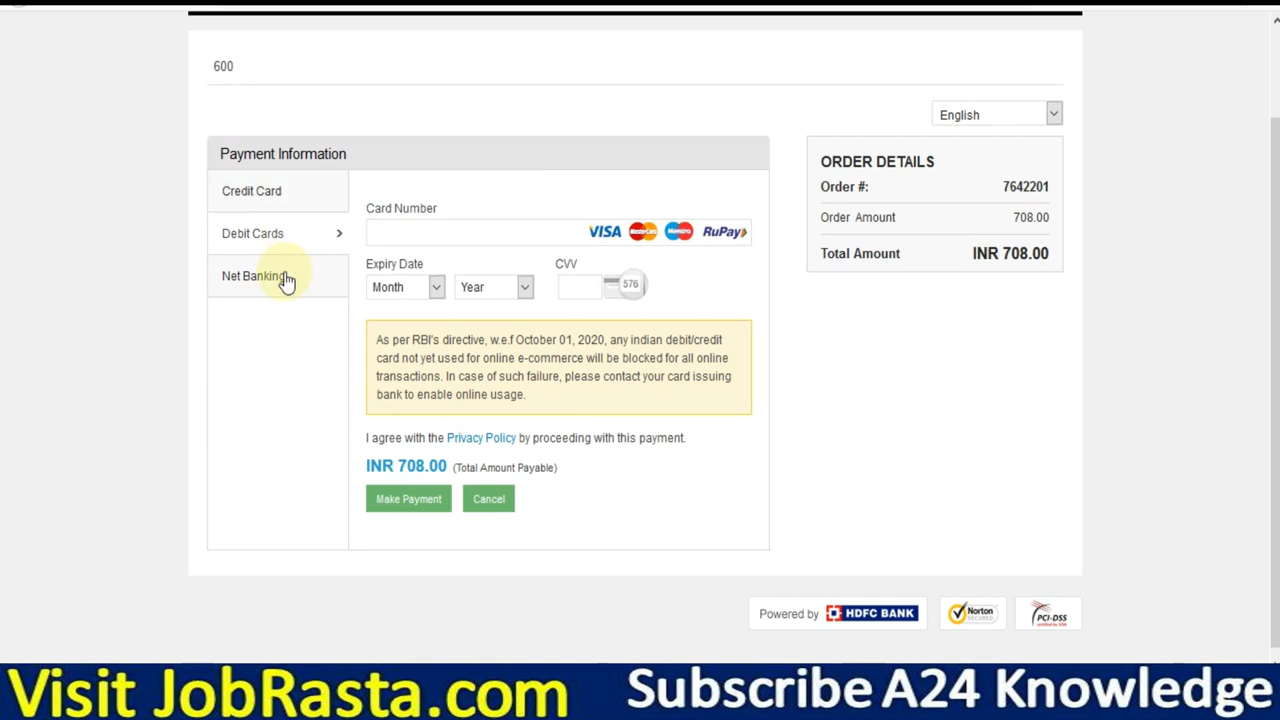 600
English
Payment Information
Credit Card
Debit Cards
Net Banking
Card Number
VISA MasterCard Maestro RuPay
Expiry Date
CVV
Month
Year
576
As per RBI's directive, w.e.f October 01, 2020, any indian debit/credit
card not yet used for online e-commerce will be blocked for all online
transactions. In case of such failure, please contact your card issuing
bank to enable online usage.
I agree with the Privacy Policy by proceeding with this payment.
INR 708.00 (Total Amount Payable)
Make Payment
Cancel
ORDER DETAILS
Order #: 7642201
Order Amount 708.00
Total Amount INR 708.00
Powered by HDFC BANK
Norton
SECURED
PCI-DSS
Visit JobRasta.com
Subscribe A24 Knowledge